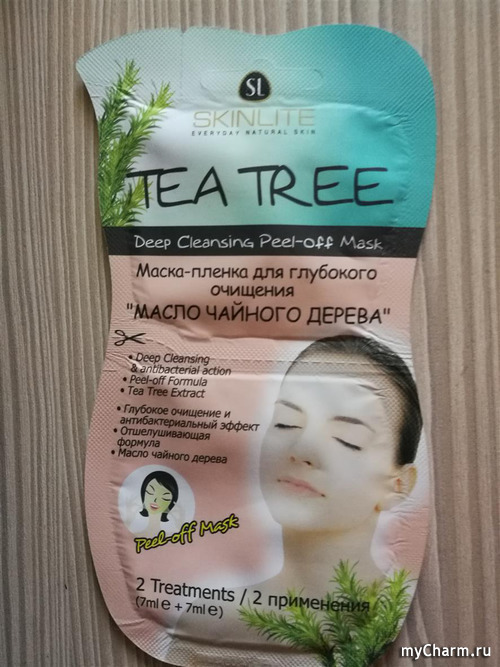 SL
SKINLITE
EVERYDAY NATURAL SKIN
TEA TREE
Deep Cleansing Peel-off Mask
Маска-пленка для глубокого
очищения
"МАСЛО ЧАЙНОГО ДЕРЕВА"
• Deep Cleansing
& antibacterial action
• Peel-off Formula
• Tea Tree Extract
• Глубокое очищение и
антибактериальный эффект
• Отшелушивающая
формула
• Масло чайного дерева
Peel-off Mask
2 Treatments / 2 применения
(7ml e + 7ml e)
myCharm.ru